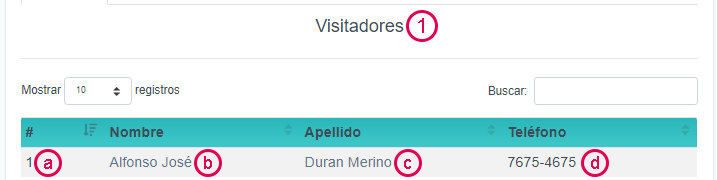 Visitadores 1
Mostrar 10 registros Buscar:
# Nombre Apellido Teléfono
1 a Alfonso José b Duran Merino c 7675-4675 d